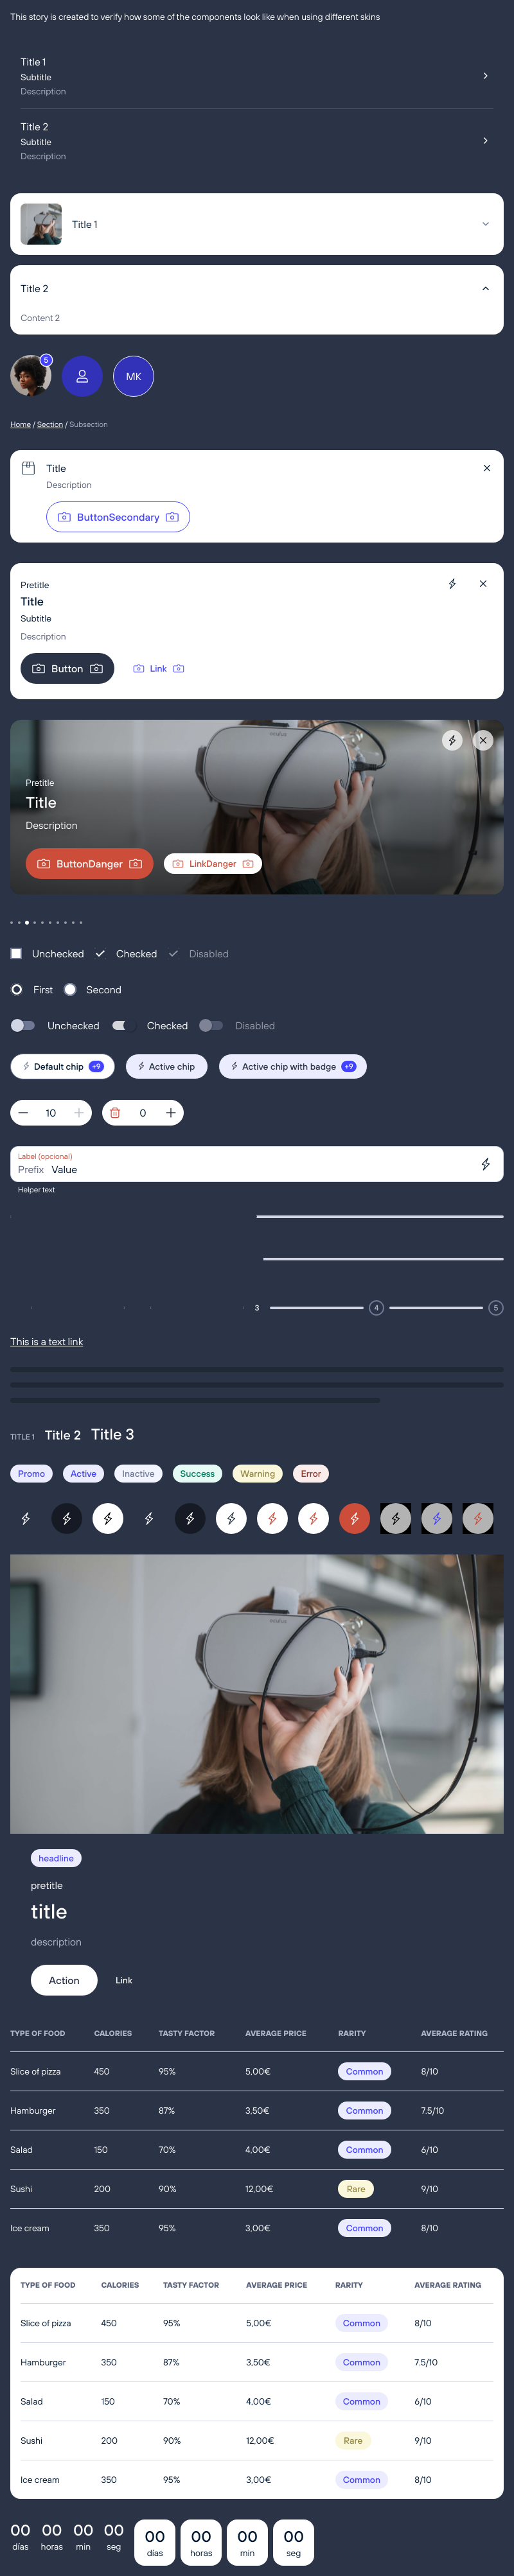 This story is created to verify how some of the components look like when using different skins
Title 1
Subtitle
Description
Title 2
Subtitle
Description
Title 1
Title 2
Content 2
5
MK
Home / Section / Subsection
Title
Description
ButtonSecondary
Pretitle
Title
Subtitle
Description
Button Link
oculus
Pretitle
Title
Description
ButtonDanger LinkDanger
Unchecked Checked Disabled
First Second
Unchecked Checked Disabled
Default chip +9 Active chip Active chip with badge +9
10 0
Label (optional)
Prefix Value
Helper text
3 4 5
This is a text link
TITLE 1 Title 2 Title 3
Promo Active Inactive Success Warning Error
headline
pretitle
title
description
Action Link
TYPE OF FOOD CALORIES TASTY FACTOR AVERAGE PRICE RARITY AVERAGE RATING
Slice of pizza 450 95% 5,00€ Common 8/10
Hamburger 350 87% 3,50€ Common 7.5/10
Salad 150 70% 4,00€ Common 6/10
Sushi 200 90% 12,00€ Rare 9/10
Ice cream 350 95% 3,00€ Common 8/10
TYPE OF FOOD CALORIES TASTY FACTOR AVERAGE PRICE RARITY AVERAGE RATING
Slice of pizza 450 95% 5,00€ Common 8/10
Hamburger 350 87% 3,50€ Common 7.5/10
Salad 150 70% 4,00€ Common 6/10
Sushi 200 90% 12,00€ Rare 9/10
Ice cream 350 95% 3,00€ Common 8/10
00 00 00 00 00 00 00 00
días horas min seg días horas min seg